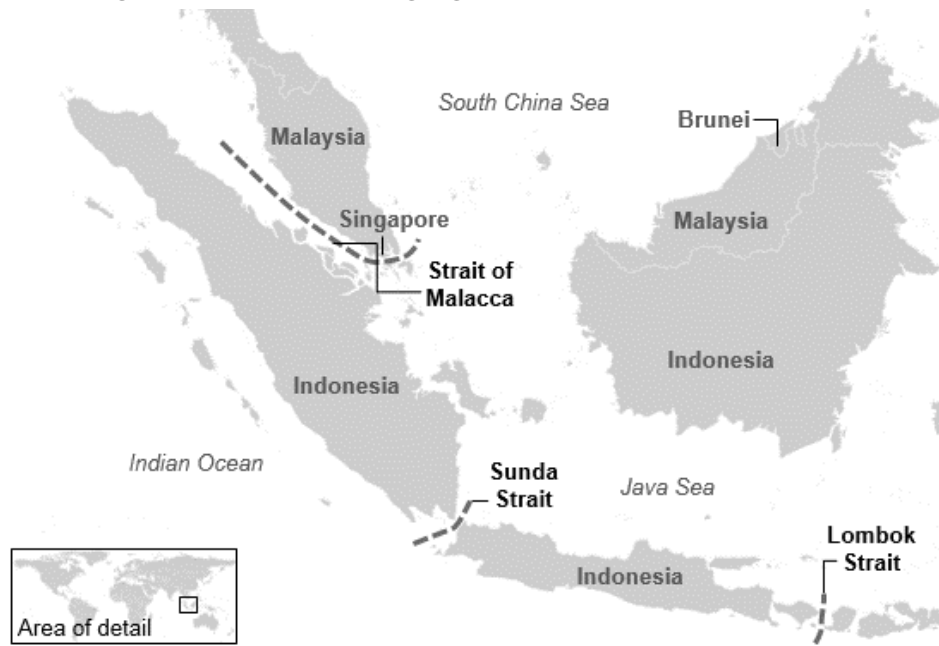 South China Sea
Brunei
Malaysia
Singapore
Malaysia
Strait of
Malacca
Indonesia
Indonesia
Indian Ocean
Sunda
Strait
Java Sea
Lombok
Strait
Indonesia
Area of detail